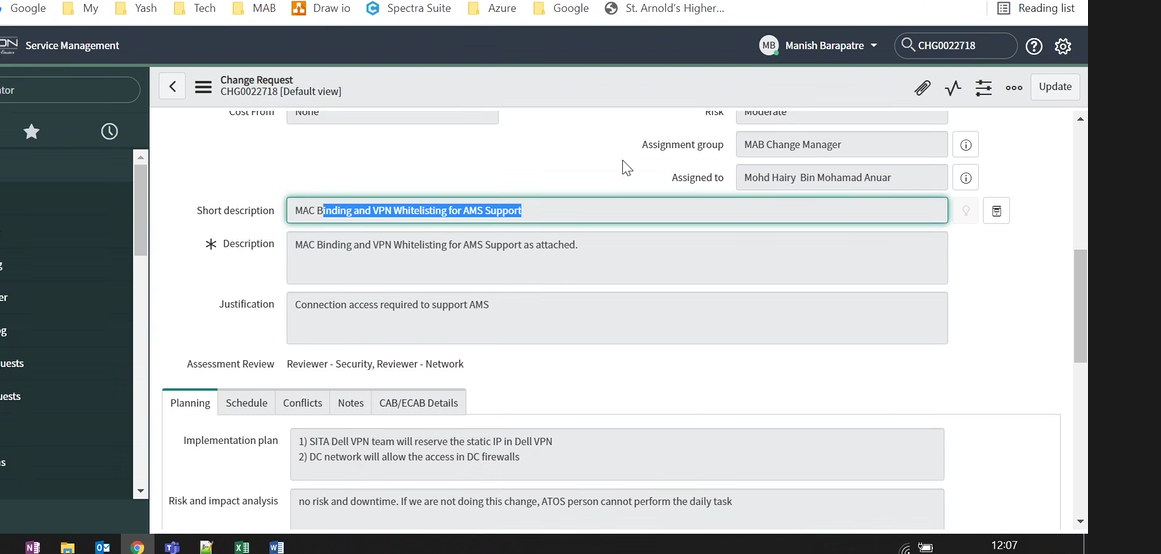 Google My Yash Tech MAB Draw io Spectra Suite Azure Google St. Arnold's Higher... Reading list
Service Management MB Manish Barapatre CHG0022718
Change Request
CHG0022718 [Default view] Update
Cost From None Risk Moderate
Assignment group MAB Change Manager
Assigned to Mohd Hairy Bin Mohamad Anuar
Short description MAC Binding and VPN Whitelisting for AMS Support
Description MAC Binding and VPN Whitelisting for AMS Support as attached.
Justification Connection access required to support AMS
Assessment Review Reviewer - Security, Reviewer - Network
Planning Schedule Conflicts Notes CAB/ECAB Details
Implementation plan 1) SITA Dell VPN team will reserve the static IP in Dell VPN
2) DC network will allow the access in DC firewalls
Risk and impact analysis no risk and downtime. If we are not doing this change, ATOS person cannot perform the daily task
12:07